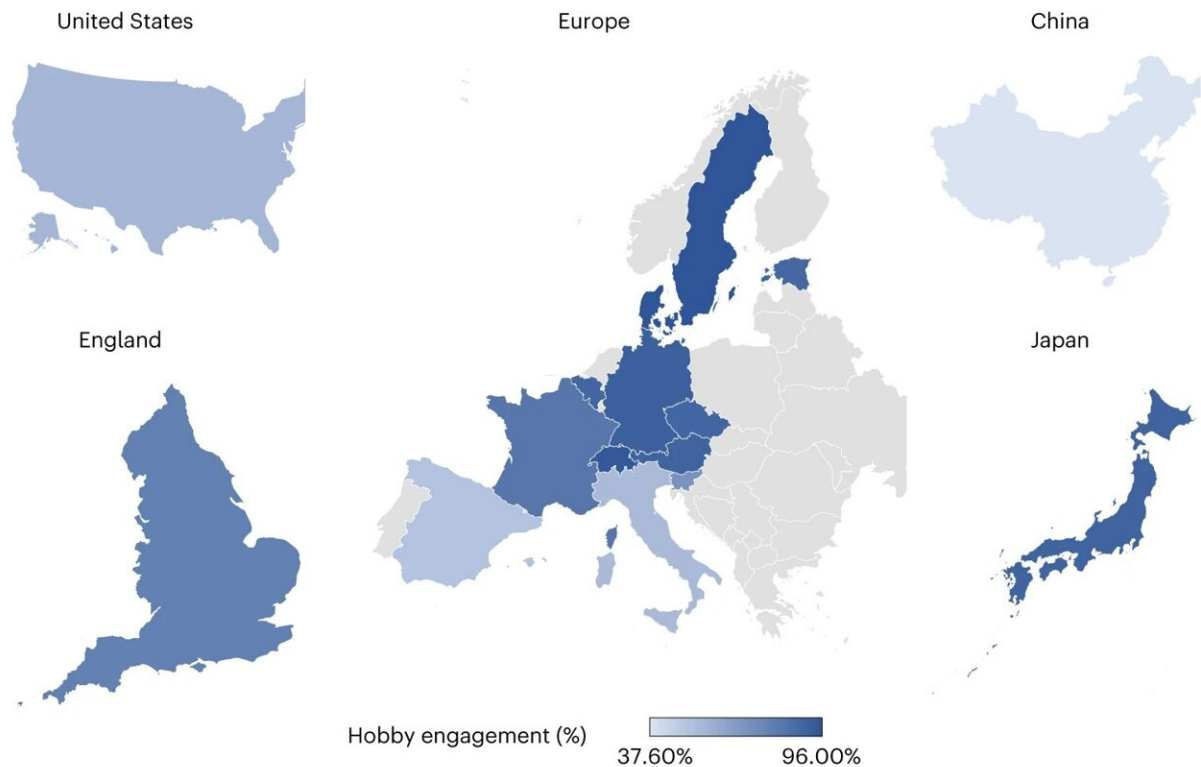 United States
Europe
China
England
Japan
Hobby engagement (%)
37.60%
96.00%